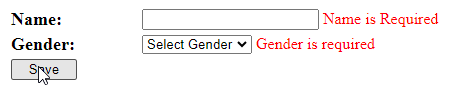 Name: Name is Required
Gender: Select Gender Gender is required
Save